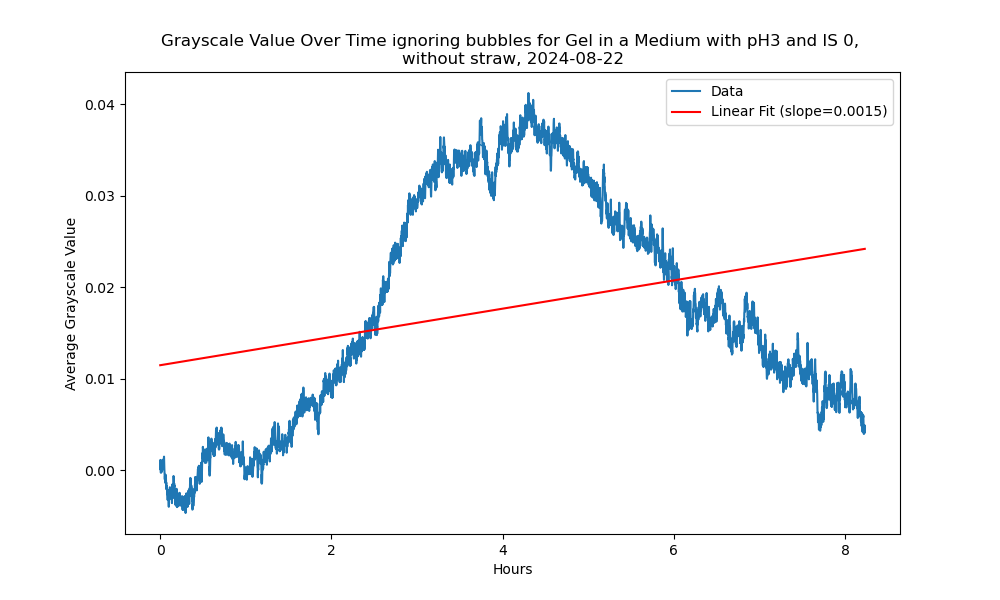 Grayscale Value Over Time ignoring bubbles for Gel in a Medium with pH3 and IS 0,
without straw, 2024-08-22
Data
Linear Fit (slope=0.0015)
0.04
0.03
0.02
0.01
0.00
Average Grayscale Value
0 2 4 6 8
Hours